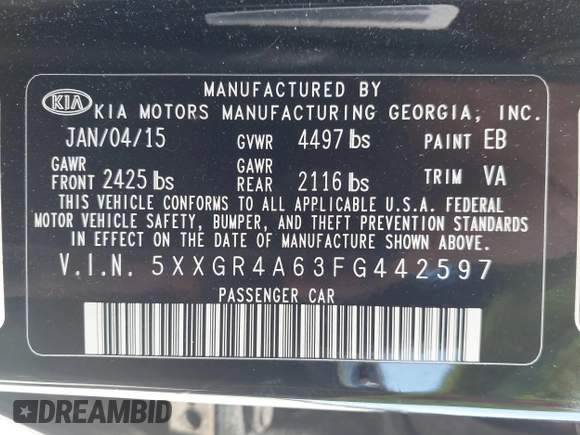 MANUFACTURED BY
KIA KIA MOTORS MANUFACTURING GEORGIA, INC.
JAN/04/15 GVWR 4497 lbs PAINT EB
GAWR FRONT 2425 lbs GAWR REAR 2116 lbs TRIM VA
THIS VEHICLE CONFORMS TO ALL APPLICABLE U.S.A. FEDERAL
MOTOR VEHICLE SAFETY, BUMPER, AND THEFT PREVENTION STANDARDS
IN EFFECT ON THE DATE OF MANUFACTURE SHOWN ABOVE.
V.I.N. 5XXGR4A63FG442597
PASSENGER CAR
DREAMBID